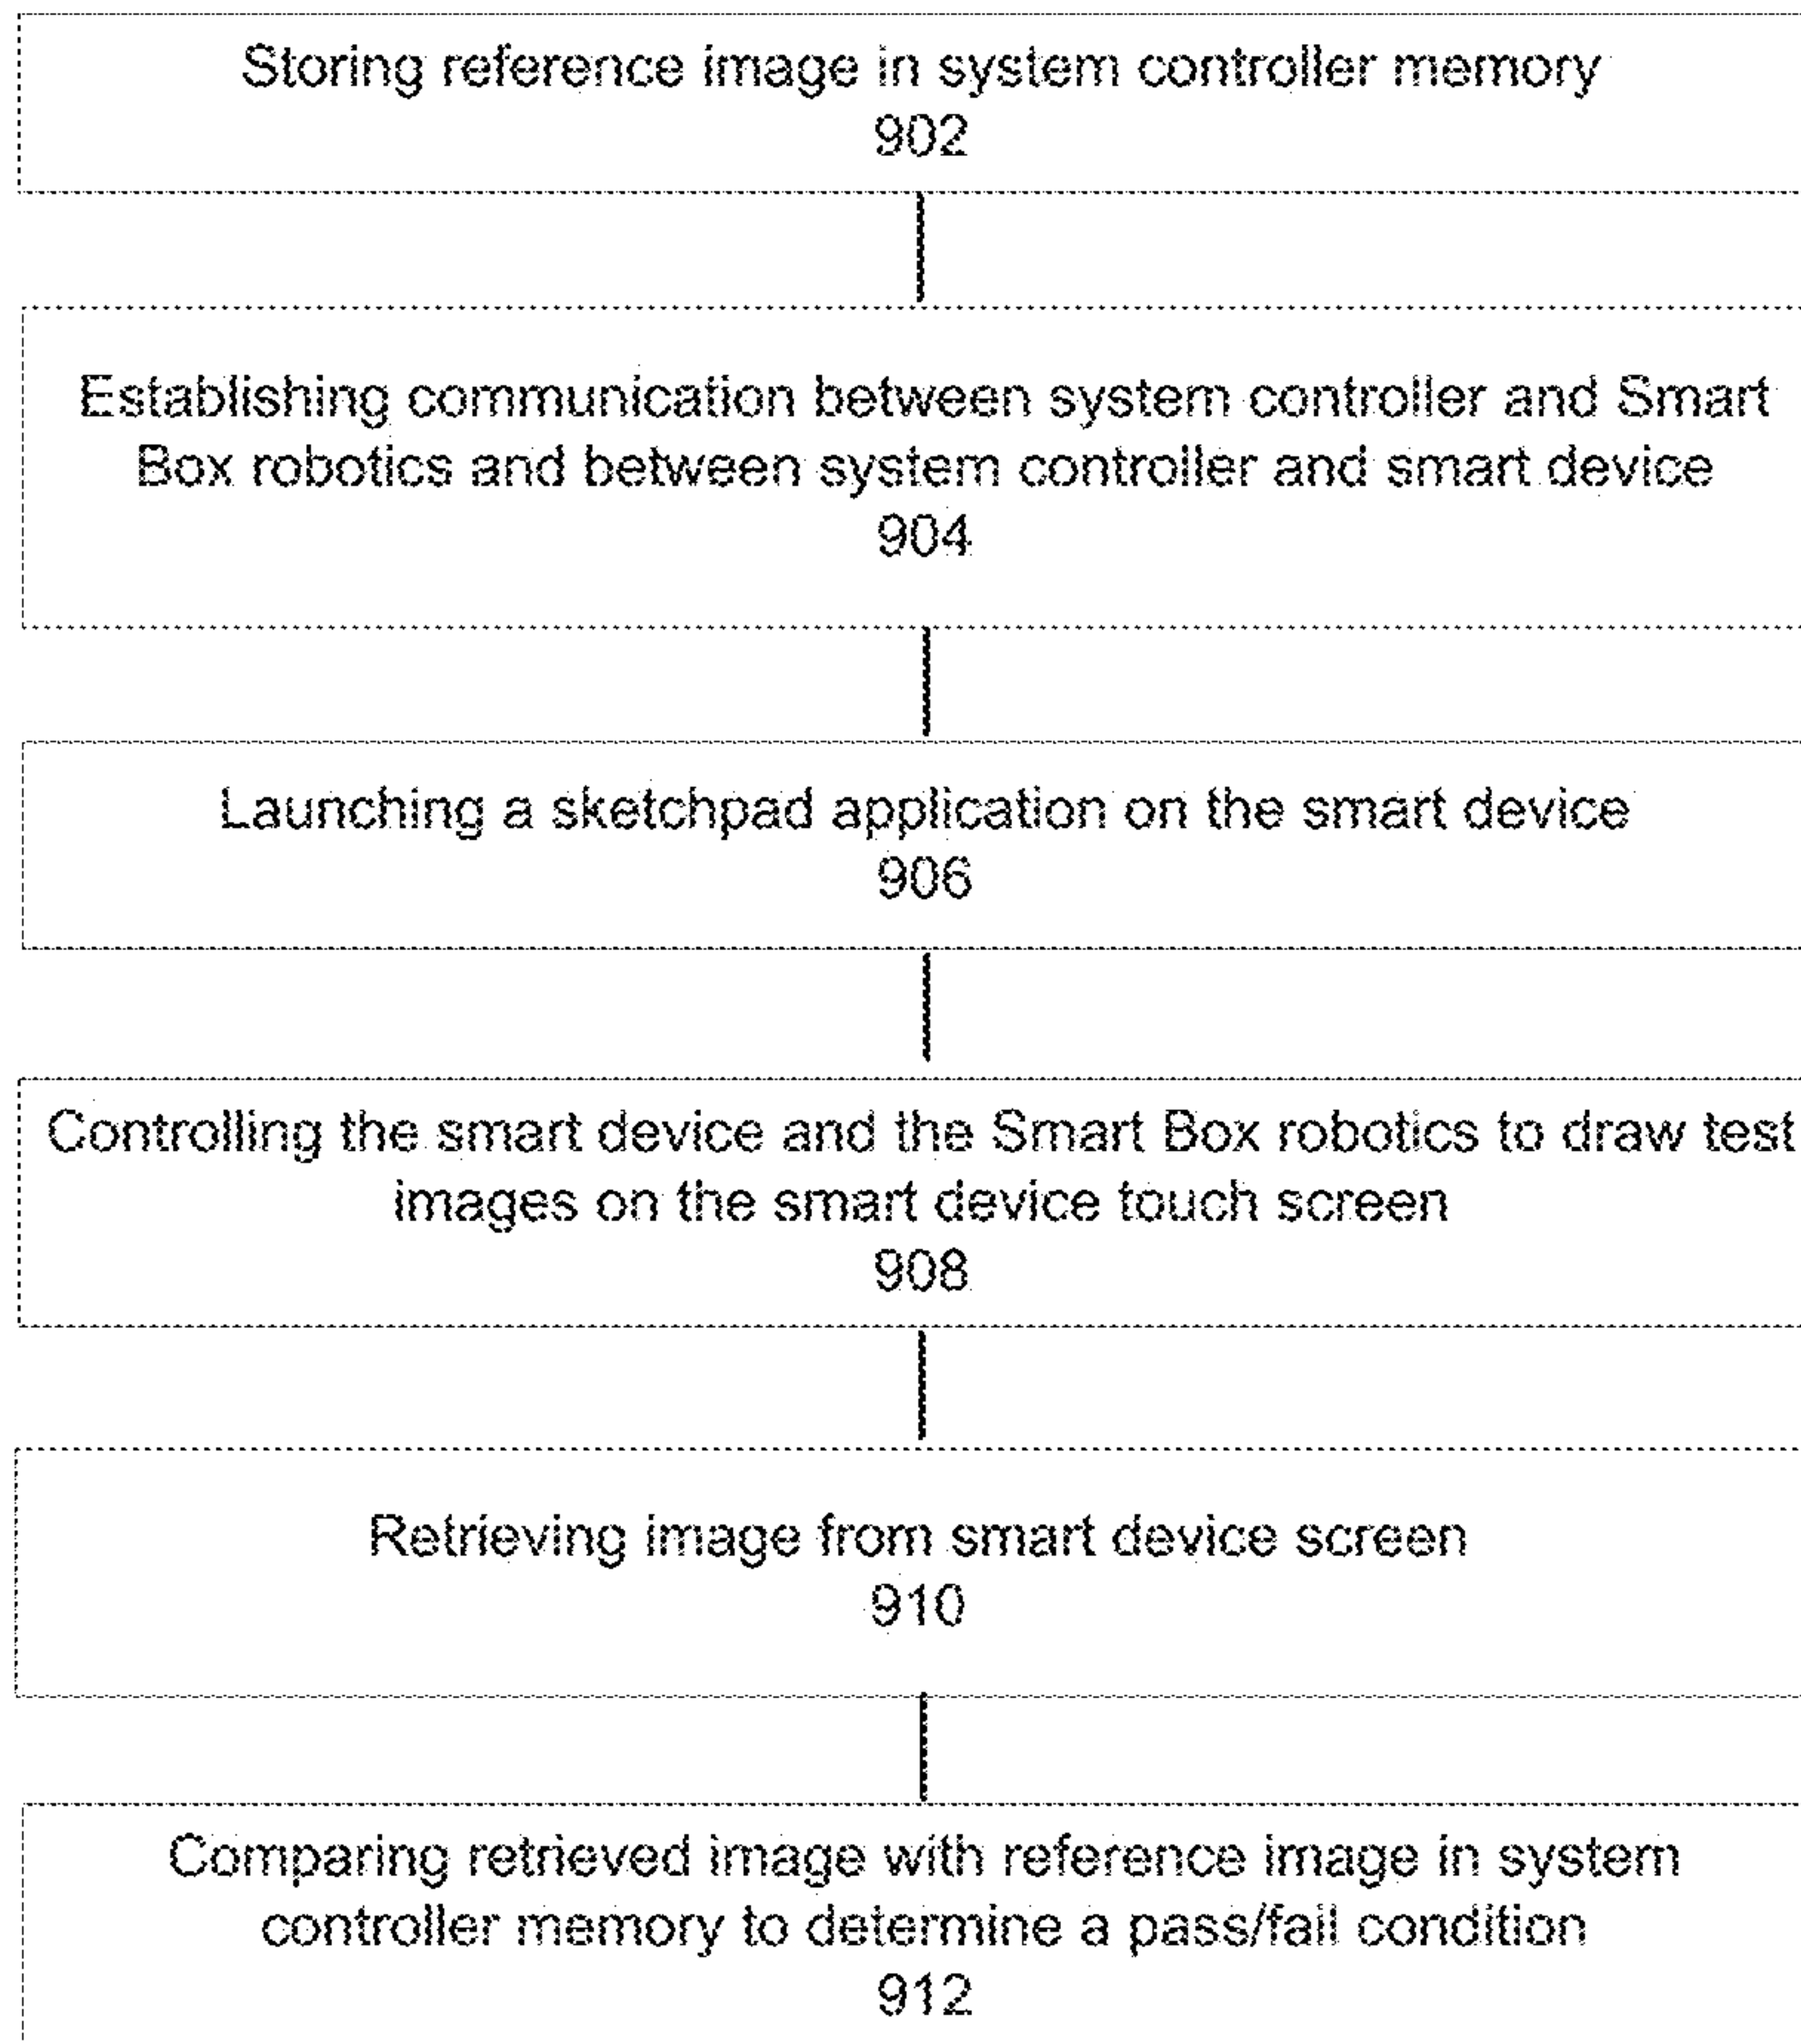 Storing reference image in system controller memory
902
Establishing communication between system controller and Smart
Box robotics and between system controller and smart device
904
Launching a sketchpad application on the smart device
906
Controlling the smart device and the Smart Box robotics to draw test
images on the smart device touch screen
908
Retrieving image from smart device screen
910
Comparing retrieved image with reference image in system
controller memory to determine a pass/fail condition
912